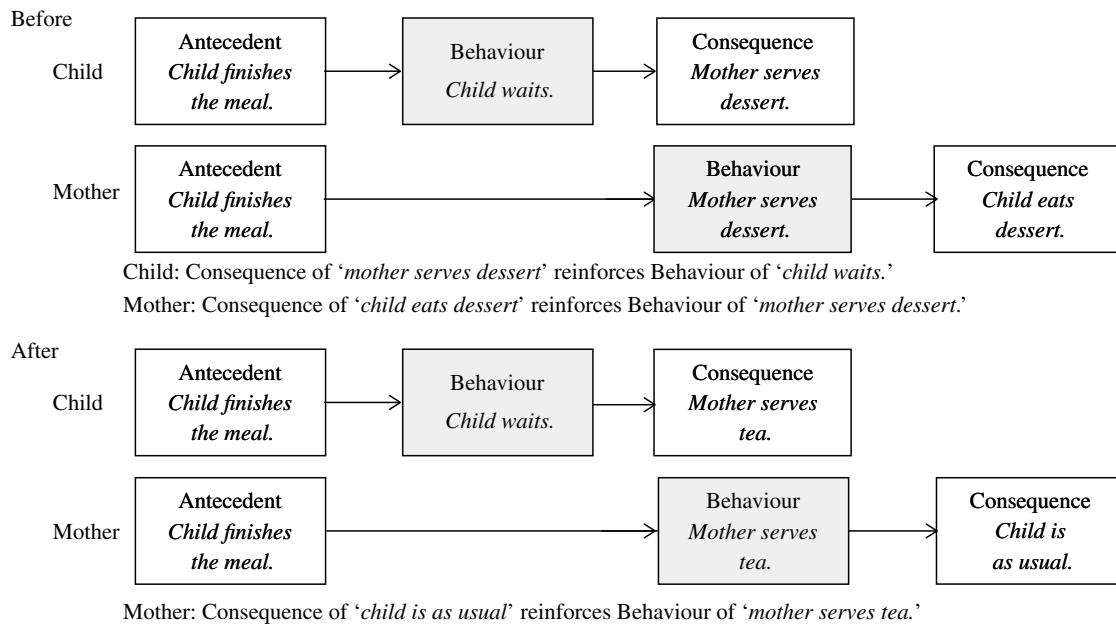 Before
Child
Antecedent
Child finishes
the meal.
Behaviour
Child waits.
Consequence
Mother serves
dessert.
Mother
Antecedent
Child finishes
the meal.
Behaviour
Mother serves
dessert.
Consequence
Child eats
dessert.
Child: Consequence of ‘mother serves dessert’ reinforces Behaviour of ‘child waits.’
Mother: Consequence of ‘child eats dessert’ reinforces Behaviour of ‘mother serves dessert.’
After
Child
Antecedent
Child finishes
the meal.
Behaviour
Child waits.
Consequence
Mother serves
tea.
Mother
Antecedent
Child finishes
the meal.
Behaviour
Mother serves
tea.
Consequence
Child is
as usual.
Mother: Consequence of ‘child is as usual’ reinforces Behaviour of ‘mother serves tea.’